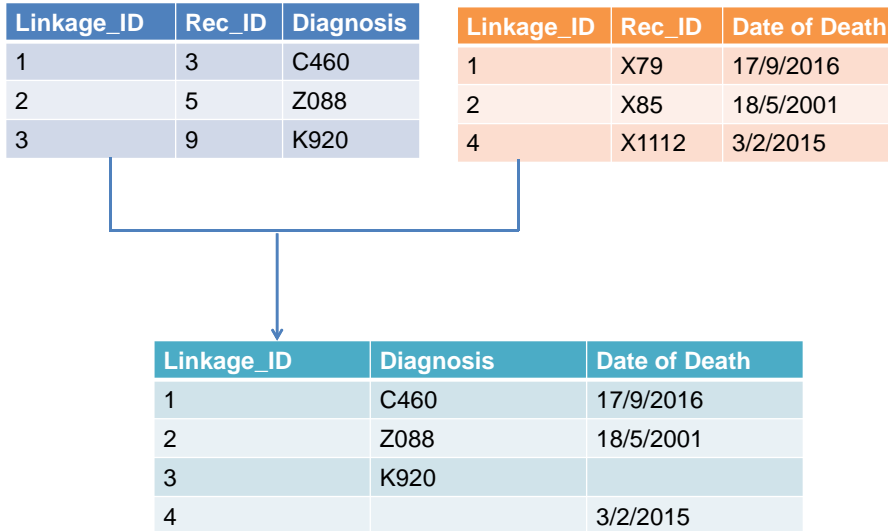 Linkage_ID Rec_ID Diagnosis
1 3 C460
2 5 Z088
3 9 K920
Linkage_ID Rec_ID Date of Death
1 X79 17/9/2016
2 X85 18/5/2001
4 X1112 3/2/2015
Linkage_ID Diagnosis Date of Death
1 C460 17/9/2016
2 Z088 18/5/2001
3 K920
4 3/2/2015